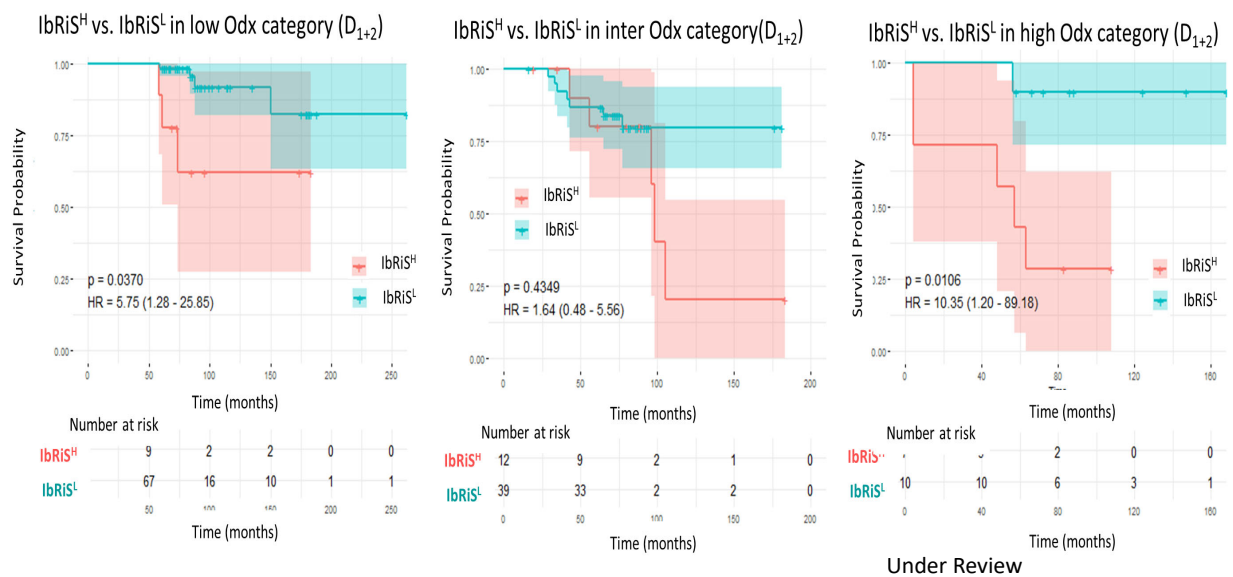 IbRiSᴴ vs. IbRiSᴸ in low Odx category (D₁₊₂)
Survival Probability
1.00
0.75
0.50
0.25
0.00
p = 0.0370
HR = 5.75 (1.28 - 25.85)
IbRiSᴴ
IbRiSᴸ
0 50 100 150 200 250
Time (months)
Number at risk
IbRiSᴴ 9 2 2 0 0
IbRiSᴸ 67 16 10 1 1
50 100 150 200 250
Time (months)
IbRiSᴴ vs. IbRiSᴸ in inter Odx category(D₁₊₂)
Survival Probability
1.00
0.75
0.50
0.25
0.00
IbRiSᴴ
IbRiSᴸ
p = 0.4349
HR = 1.64 (0.48 - 5.56)
0 50 100 150 200
Time (months)
Number at risk
IbRiSᴴ 12 9 2 1 0
IbRiSᴸ 39 33 2 2 0
0 50 100 150 200
Time (months)
IbRiSᴴ vs. IbRiSᴸ in high Odx category (D₁₊₂)
Survival Probability
1.00
1.50
1.25
0.00
p = 0.0106
HR = 10.35 (1.20 - 89.18)
IbRiSᴴ
IbRiSᴸ
0 40 80 120 160
Time (months)
Number at risk
2 0 0
IbRiSᴸ 10 10 6 3 1
0 40 80 120 160
Time (months)
Under Review